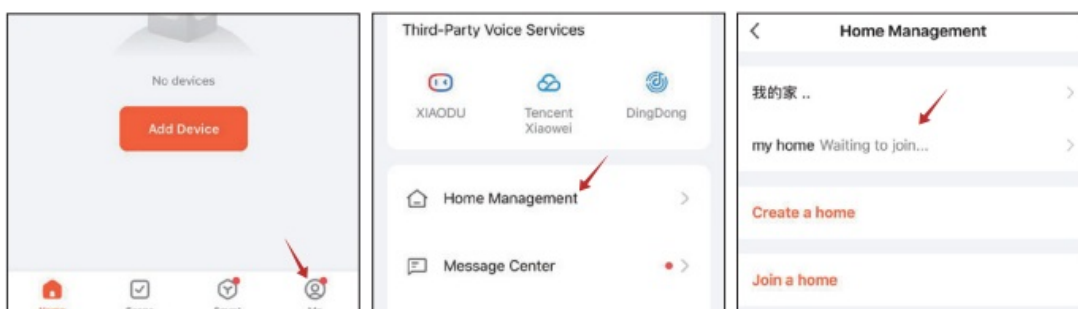 No devices
Add Device
Third-Party Voice Services
XIAODU
Tencent
Xiaowei
DingDong
Home Management
Message Center
Home Management
我的家 ..
my home Waiting to join...
Create a home
Join a home